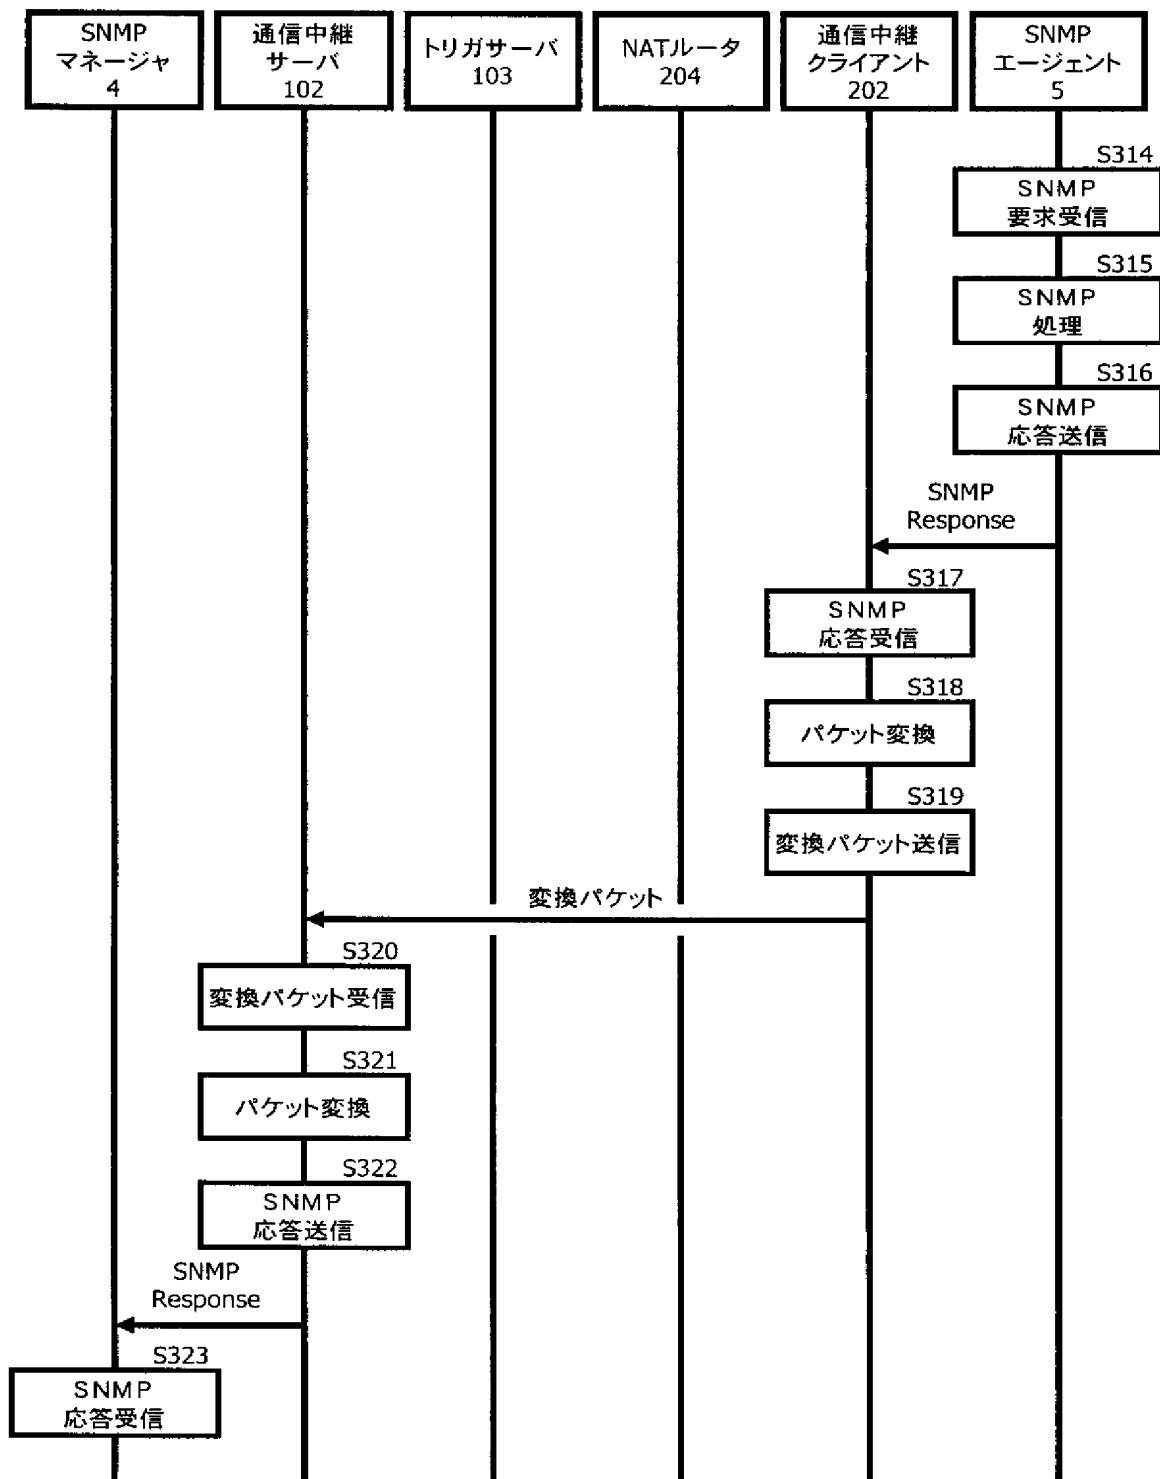 SNMP
マネージャ
4
通信中継
サーバ
102
トリガサーバ
103
NATルータ
204
通信中継
クライアント
202
SNMP
エージェント
5
S314
SNMP
要求受信
S315
SNMP
処理
S316
SNMP
応答送信
SNMP
Response
S317
SNMP
応答受信
S318
パケット変換
S319
変換パケット送信
変換パケット
S320
変換パケット受信
S321
パケット変換
S322
SNMP
応答送信
SNMP
Response
S323
SNMP
応答受信